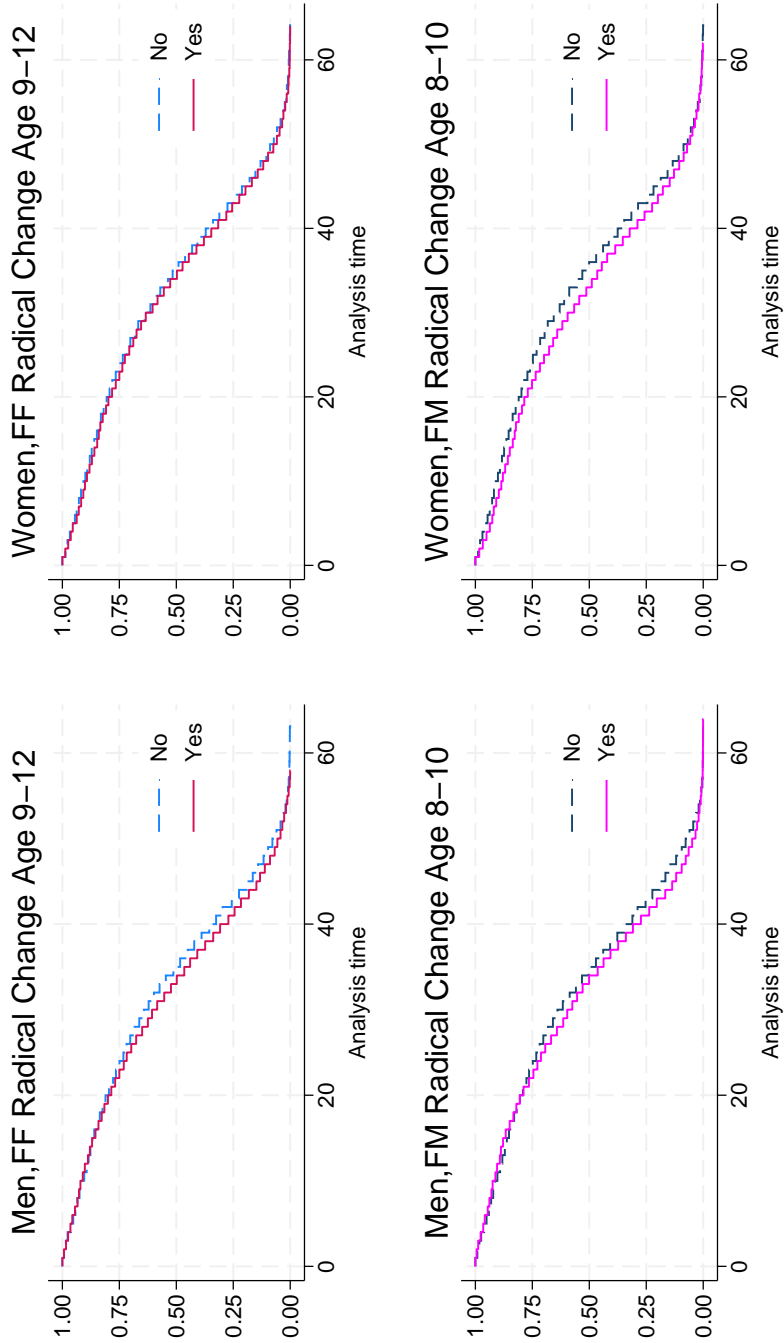 Men,FF Radical Change Age 9–12
1.00
0.75
0.50
0.25
0.00
0
20
40
60
Analysis time
No
Yes
Women,FF Radical Change Age 9–12
1.00
0.75
0.50
0.25
0.00
0
20
40
60
Analysis time
No
Yes
Men,FM Radical Change Age 8–10
1.00
0.75
0.50
0.25
0.00
0
20
40
60
Analysis time
No
Yes
Women,FM Radical Change Age 8–10
1.00
0.75
0.50
0.25
0.00
0
20
40
60
Analysis time
No
Yes